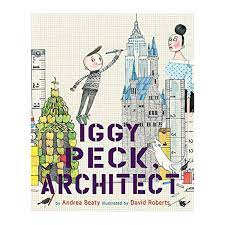 IGGY
PECK,
ARCHITECT
by Andrea Beaty illustrated by David Roberts